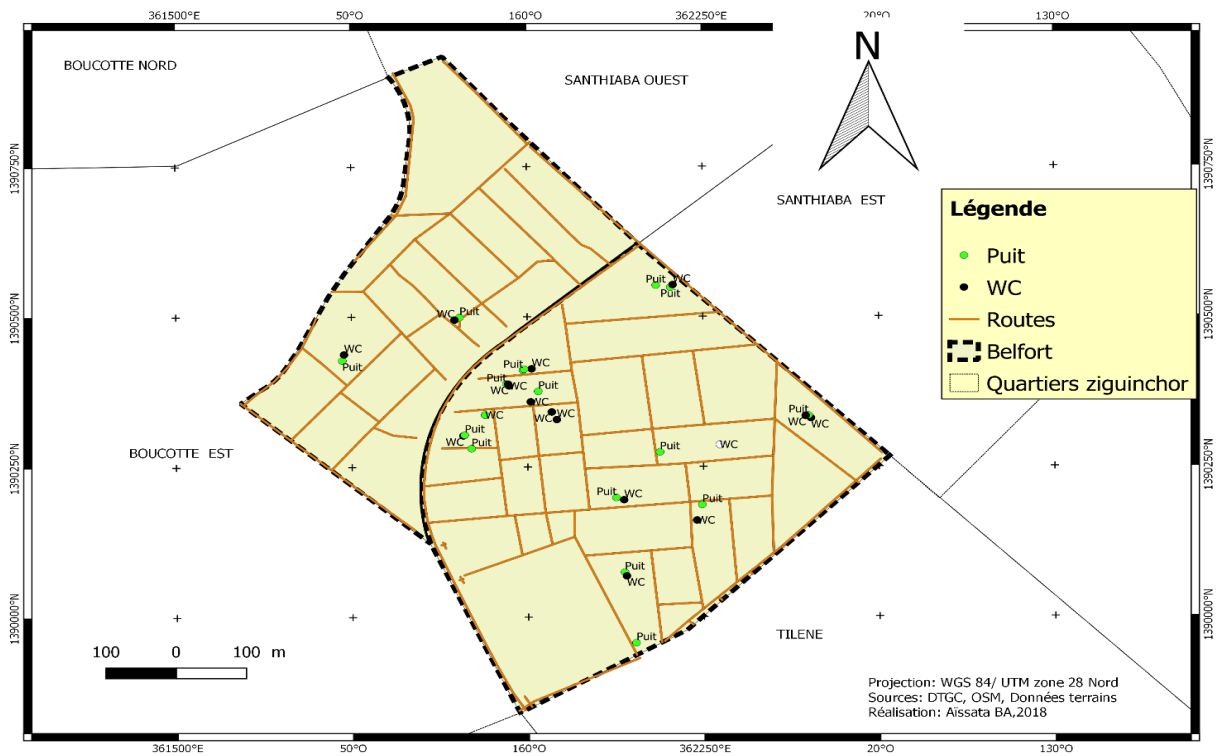 361500°E 50°O 160°O 362250°E 20°O 130°O
BOUCOTTE NORD
SANTHIABA OUEST
N
1390750°N
1390750°N
SANTHIABA EST
Légende
Puit
WC
Routes
Belfort
Quartiers ziguinchor
WC
Puit
Puit
1390500°N
1390500°N
WC
Puit
WC
Puit
Puit
WC
Puit
WC
WC
Puit
WC
WC
WC
WC
Puit
WC
Puit
Puit
WC
WC
BOUCOTTE EST
Puit
WC
1390250°N
1390250°N
Puit
WC
Puit
WC
Puit
WC
Puit
1390000°N
1390000°N
TILENE
100 0 100 m
Projection: WGS 84/ UTM zone 28 Nord
Sources: DTGC, OSM, Données terrains
Réalisation: Aïssata BA,2018
361500°E 50°O 160°O 362250°E 20°O 130°O